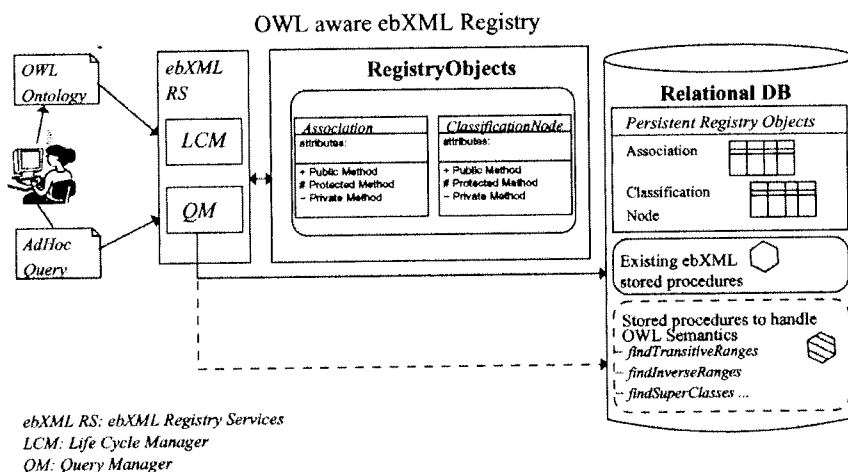 OWL aware ebXML Registry
OWL
Ontology
AdHoc
Query
ebXML
RS
LCM
QM
RegistryObjects
Association
attributes:
+ Public Method
# Protected Method
– Private Method
ClassificationNode
attributes:
+ Public Method
# Protected Method
– Private Method
Relational DB
Persistent Registry Objects
Association
Classification
Node
Existing ebXML
stored procedures
Stored procedures to handle
OWL Semantics
– findTransitiveRanges
– findInverseRanges
– findSuperClasses ...
ebXML RS: ebXML Registry Services
LCM: Life Cycle Manager
QM: Query Manager